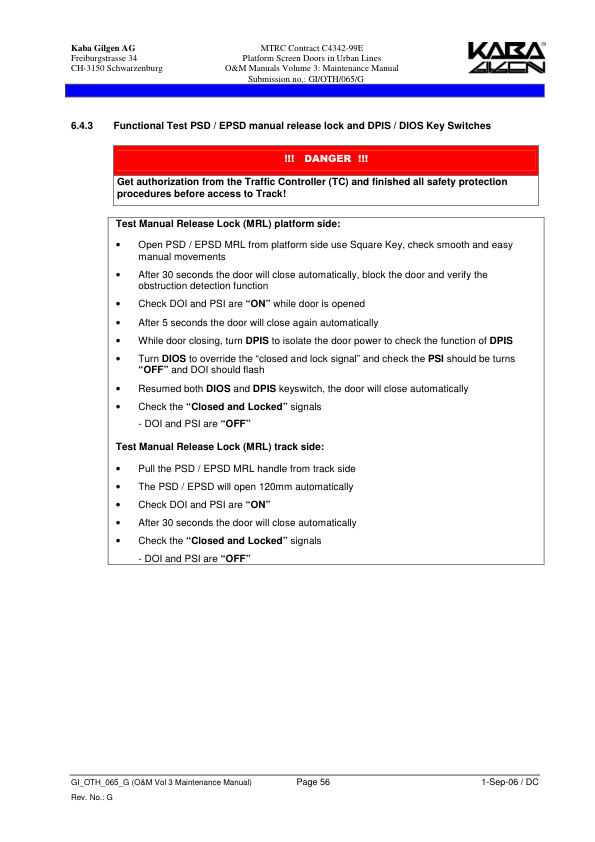 Kaba Gilgen AG
Freiburgstrasse 34
CH-3150 Schwarzenburg
MTRC Contract C4342-99E
Platform Screen Doors in Urban Lines
O&M Manuals Volume 3: Maintenance Manual
Submission no.: GI/OTH/065/G
KABA
GILGEN
6.4.3 Functional Test PSD / EPSD manual release lock and DPIS / DIOS Key Switches
!!! DANGER !!!
Get authorization from the Traffic Controller (TC) and finished all safety protection
procedures before access to Track!
Test Manual Release Lock (MRL) platform side:
• Open PSD / EPSD MRL from platform side use Square Key, check smooth and easy
manual movements
• After 30 seconds the door will close automatically, block the door and verify the
obstruction detection function
• Check DOI and PSI are “ON” while door is opened
• After 5 seconds the door will close again automatically
• While door closing, turn DPIS to isolate the door power to check the function of DPIS
• Turn DIOS to override the “closed and lock signal” and check the PSI should be turns
“OFF” and DOI should flash
• Resumed both DIOS and DPIS keyswitch, the door will close automatically
• Check the “Closed and Locked” signals
- DOI and PSI are “OFF”
Test Manual Release Lock (MRL) track side:
• Pull the PSD / EPSD MRL handle from track side
• The PSD / EPSD will open 120mm automatically
• Check DOI and PSI are “ON”
• After 30 seconds the door will close automatically
• Check the “Closed and Locked” signals
- DOI and PSI are “OFF”
GI_OTH_065_G (O&M Vol 3 Maintenance Manual) Page 56 1-Sep-06 / DC
Rev. No.: G